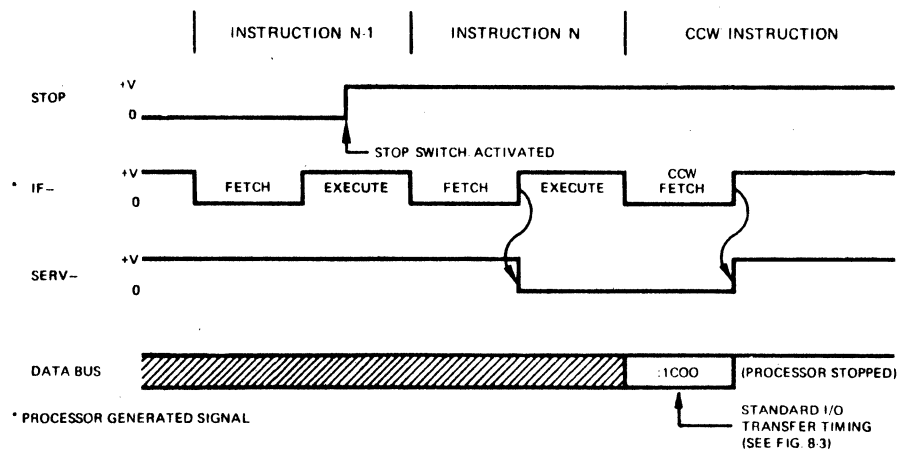 INSTRUCTION N-1
INSTRUCTION N
CCW INSTRUCTION
STOP
+V
0
STOP SWITCH ACTIVATED
* IF–
+V
0
FETCH
EXECUTE
FETCH
EXECUTE
CCW
FETCH
SERV–
+V
0
DATA BUS
:1C00
(PROCESSOR STOPPED)
* PROCESSOR GENERATED SIGNAL
STANDARD I/O
TRANSFER TIMING
(SEE FIG. 8-3)